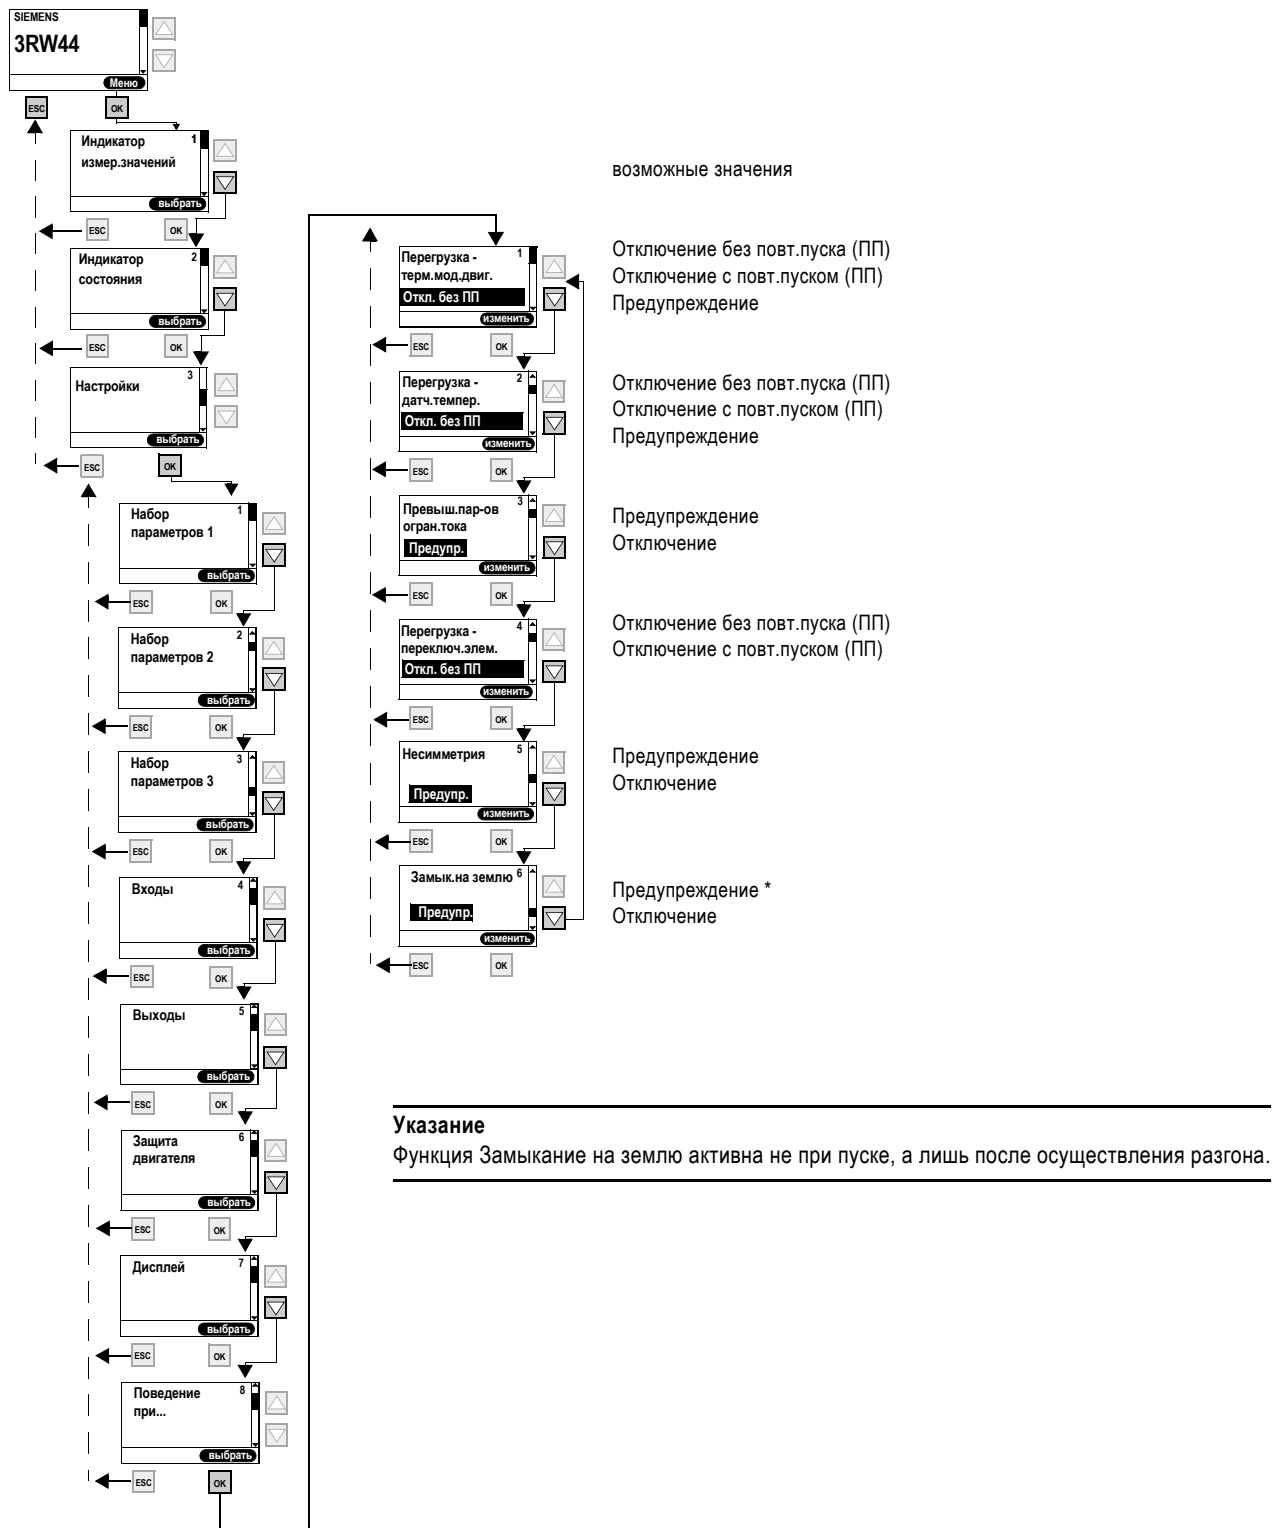 SIEMENS
3RW44
Меню
ESC
OK
Индикатор 1
измер.значений
выбрать
ESC
OK
Индикатор 2
состояния
выбрать
ESC
OK
Настройки 3
выбрать
ESC
OK
Набор 1
параметров 1
выбрать
ESC
OK
Набор 2
параметров 2
выбрать
ESC
OK
Набор 3
параметров 3
выбрать
ESC
OK
Входы 4
выбрать
ESC
OK
Выходы 5
выбрать
ESC
OK
Защита 6
двигателя
выбрать
ESC
OK
Дисплей 7
выбрать
ESC
OK
Поведение 8
при...
выбрать
ESC
OK
возможные значения
Перегрузка - 1
терм.мод.двиг.
Откл. без ПП
изменить
ESC
OK
Отключение без повт.пуска (ПП)
Отключение с повт.пуском (ПП)
Предупреждение
Перегрузка - 2
датч.темпер.
Откл. без ПП
изменить
ESC
OK
Отключение без повт.пуска (ПП)
Отключение с повт.пуском (ПП)
Предупреждение
Превыш.пар-ов 3
огран.тока
Предупр.
изменить
ESC
OK
Предупреждение
Отключение
Перегрузка - 4
переключ.элем.
Откл. без ПП
изменить
ESC
OK
Отключение без повт.пуска (ПП)
Отключение с повт.пуском (ПП)
Несимметрия 5
Предупр.
изменить
ESC
OK
Предупреждение
Отключение
Замык.на землю 6
Предупр.
изменить
ESC
OK
Предупреждение *
Отключение
Указание
Функция Замыкание на землю активна не при пуске, а лишь после осуществления разгона.